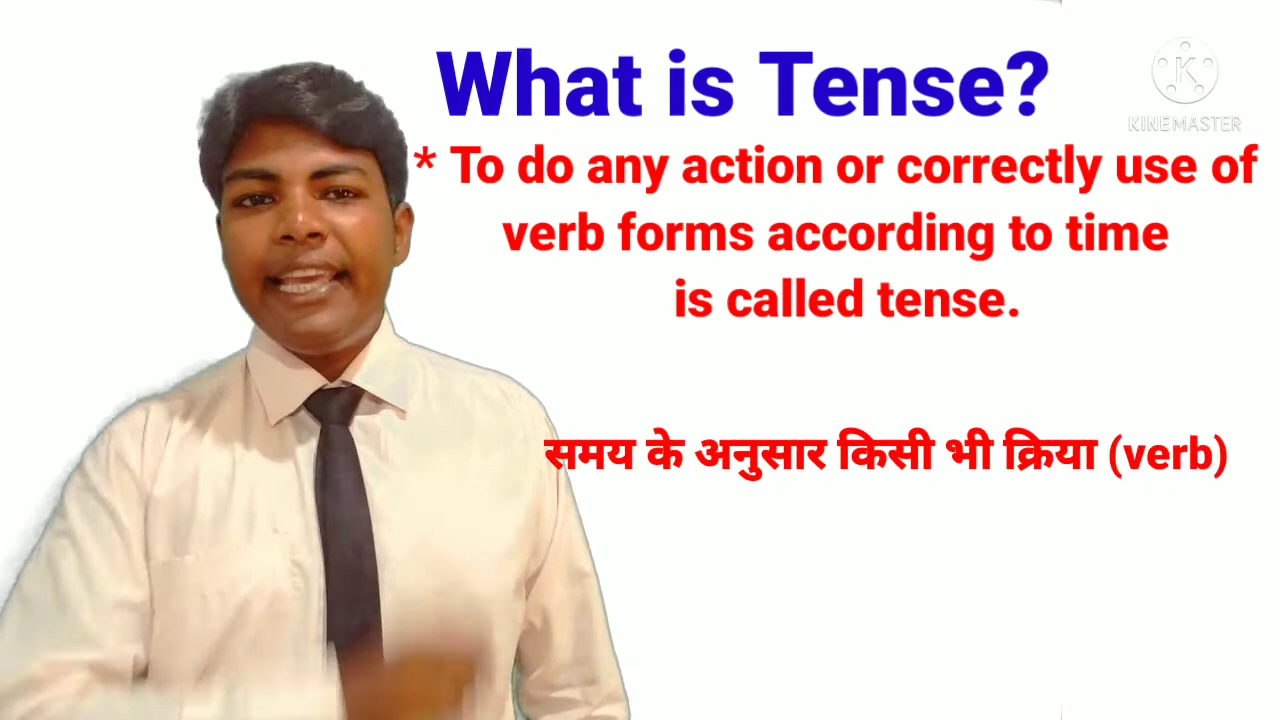 What is Tense?
KINEMASTER
* To do any action or correctly use of
verb forms according to time
is called tense.
समय के अनुसार किसी भी क्रिया (verb)